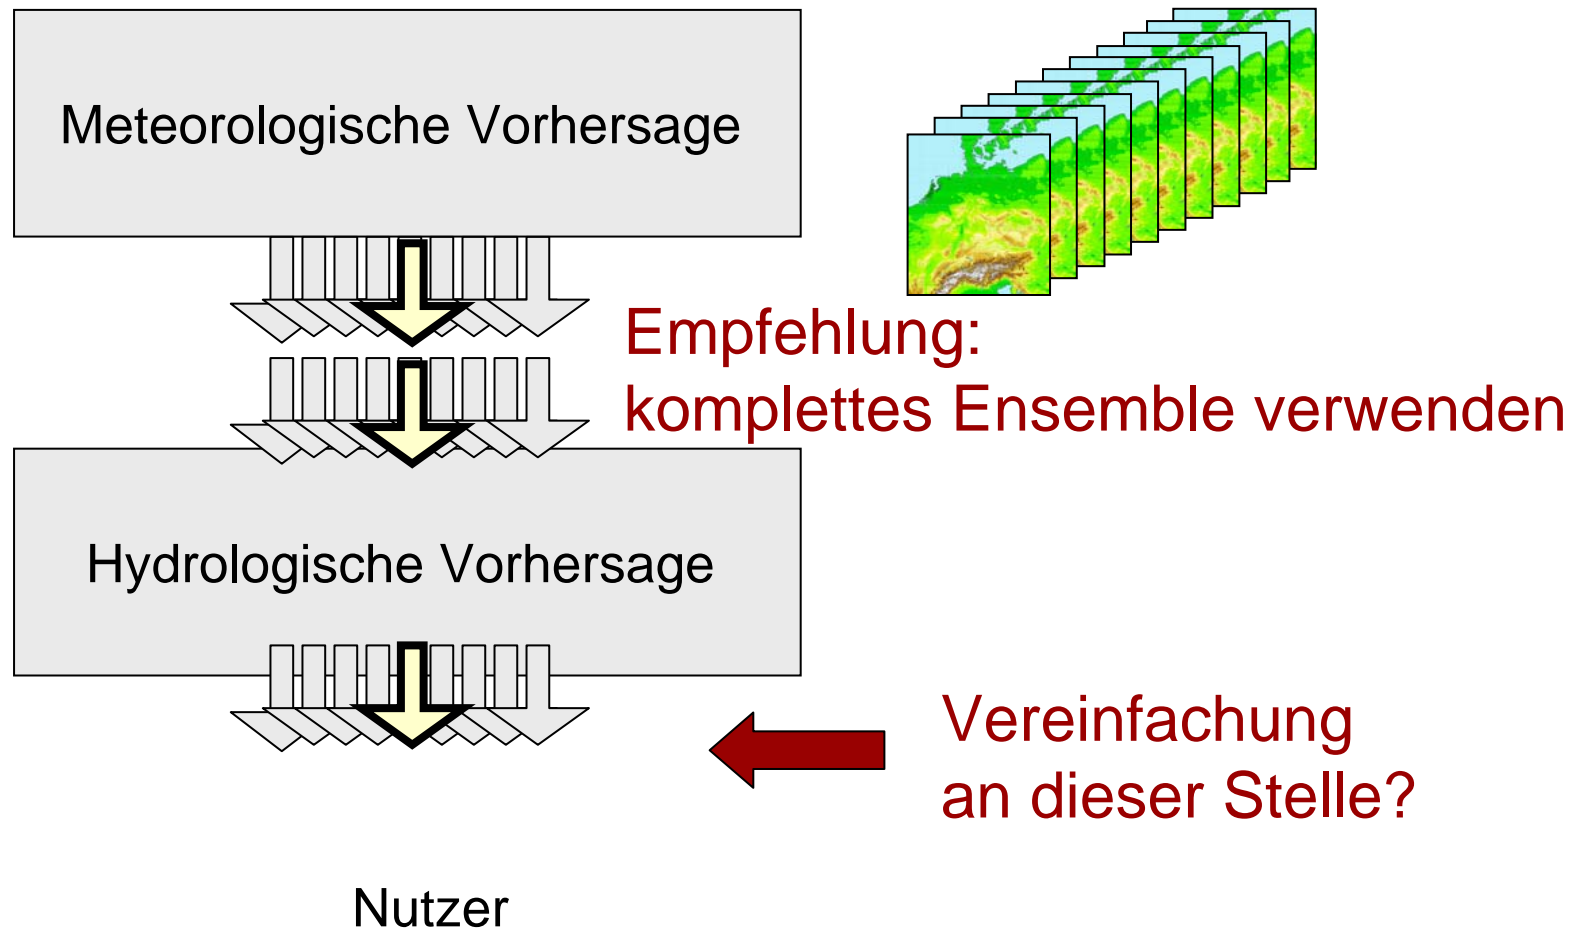 Meteorologische Vorhersage
Empfehlung:
komplettes Ensemble verwenden
Hydrologische Vorhersage
Vereinfachung
an dieser Stelle?
Nutzer